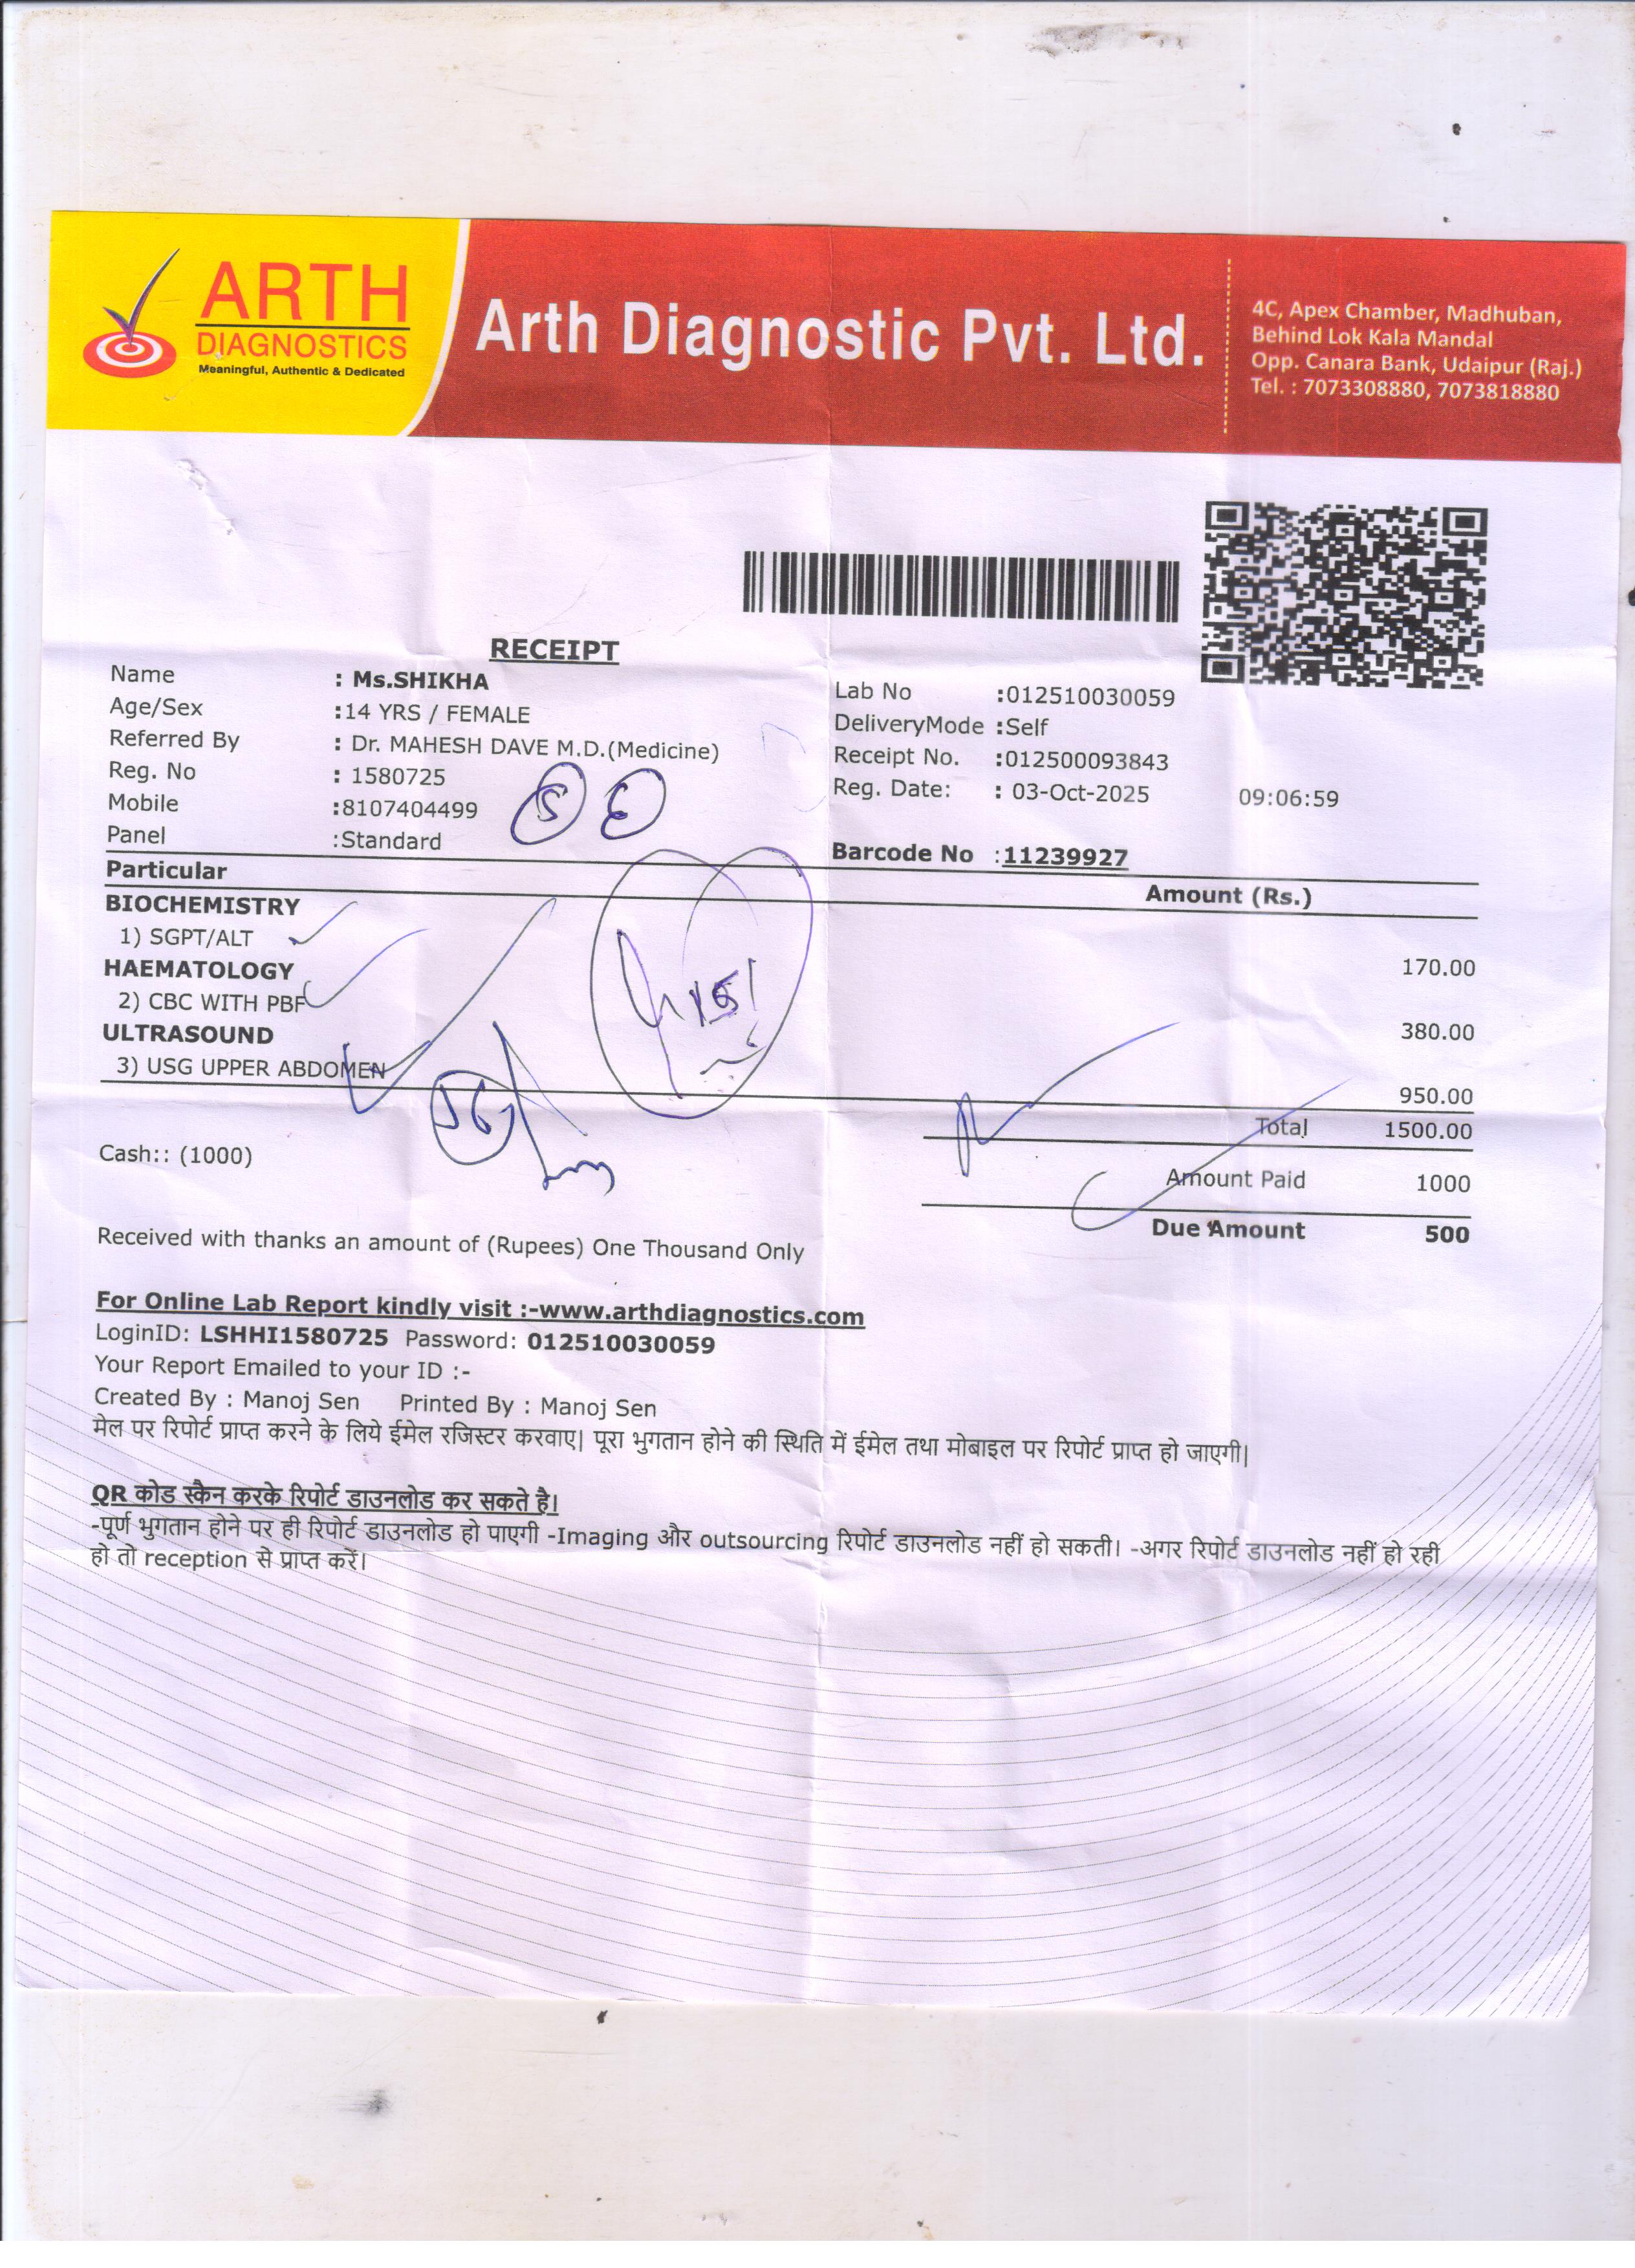 ARTH
DIAGNOSTICS
Meaningful, Authentic & Dedicated
Arth Diagnostic Pvt. Ltd.
4C, Apex Chamber, Madhuban,
Behind Lok Kala Mandal
Opp. Canara Bank, Udaipur (Raj.)
Tel. : 7073308880, 7073818880
RECEIPT
Name : Ms.SHIKHA
Age/Sex :14 YRS / FEMALE
Referred By : Dr. MAHESH DAVE M.D.(Medicine)
Reg. No : 1580725
Mobile :8107404499
Panel :Standard
Lab No :012510030059
DeliveryMode :Self
Receipt No. :012500093843
Reg. Date: : 03-Oct-2025 09:06:59
Barcode No :11239927
Particular Amount (Rs.)
BIOCHEMISTRY
1) SGPT/ALT 170.00
HAEMATOLOGY
2) CBC WITH PBF 380.00
ULTRASOUND
3) USG UPPER ABDOMEN 950.00
Total 1500.00
Cash:: (1000)
Amount Paid 1000
Due Amount 500
Received with thanks an amount of (Rupees) One Thousand Only
For Online Lab Report kindly visit :-www.arthdiagnostics.com
LoginID: LSHHI1580725 Password: 012510030059
Your Report Emailed to your ID :-
Created By : Manoj Sen Printed By : Manoj Sen
मेल पर रिपोर्ट प्राप्त करने के लिये ईमेल रजिस्टर करवाए| पूरा भुगतान होने की स्थिति में ईमेल तथा मोबाइल पर रिपोर्ट प्राप्त हो जाएगी|
QR कोड स्कैन करके रिपोर्ट डाउनलोड कर सकते है।
-पूर्ण भुगतान होने पर ही रिपोर्ट डाउनलोड हो पाएगी -Imaging और outsourcing रिपोर्ट डाउनलोड नहीं हो सकती। -अगर रिपोर्ट डाउनलोड नहीं हो रही
हो तो reception से प्राप्त करें।